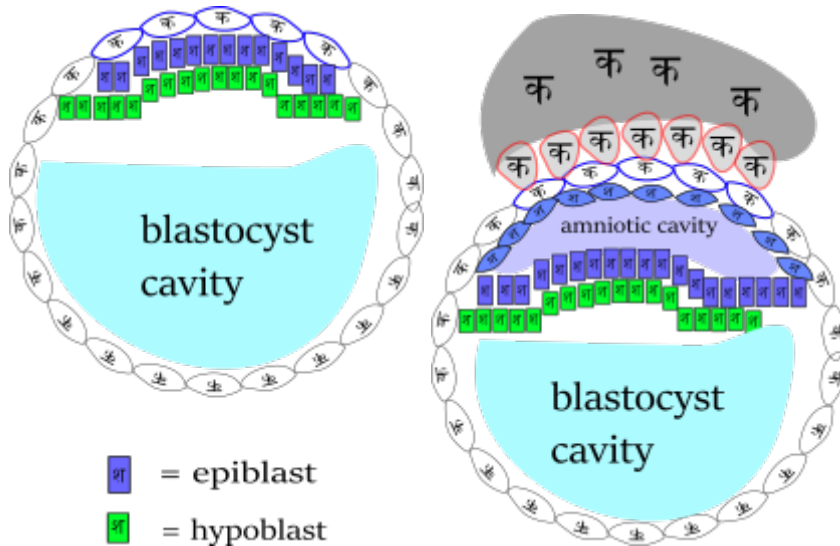 blastocyst
cavity
क क क क
क क क क क क क
amniotic cavity
blastocyst
cavity
श = epiblast
श = hypoblast